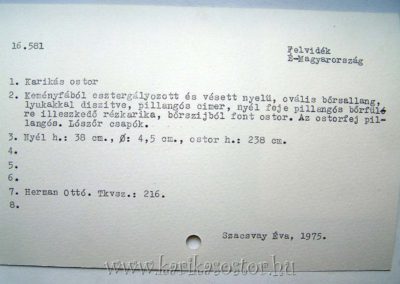 16.581
Felvidék
É-Magyarország
1. Karikás ostor
2. Keményfából esztergályozott és vésett nyelű, ovális bőrsallang,
lyukakkal díszítve, pillangós címer, nyél feje pillangós bőrfülé-
re illeszkedő rézkarika, bőrszíjból font ostor. Az ostorfej pil-
langós. Lószőr csapók.
3. Nyél h.: 38 cm., Ø: 4,5 cm., ostor h.: 238 cm.
4.
5.
6.
7. Herman Ottó. Tkvsz.: 216.
8.
Szacsvay Éva, 1975.
www.karikasostor.hu